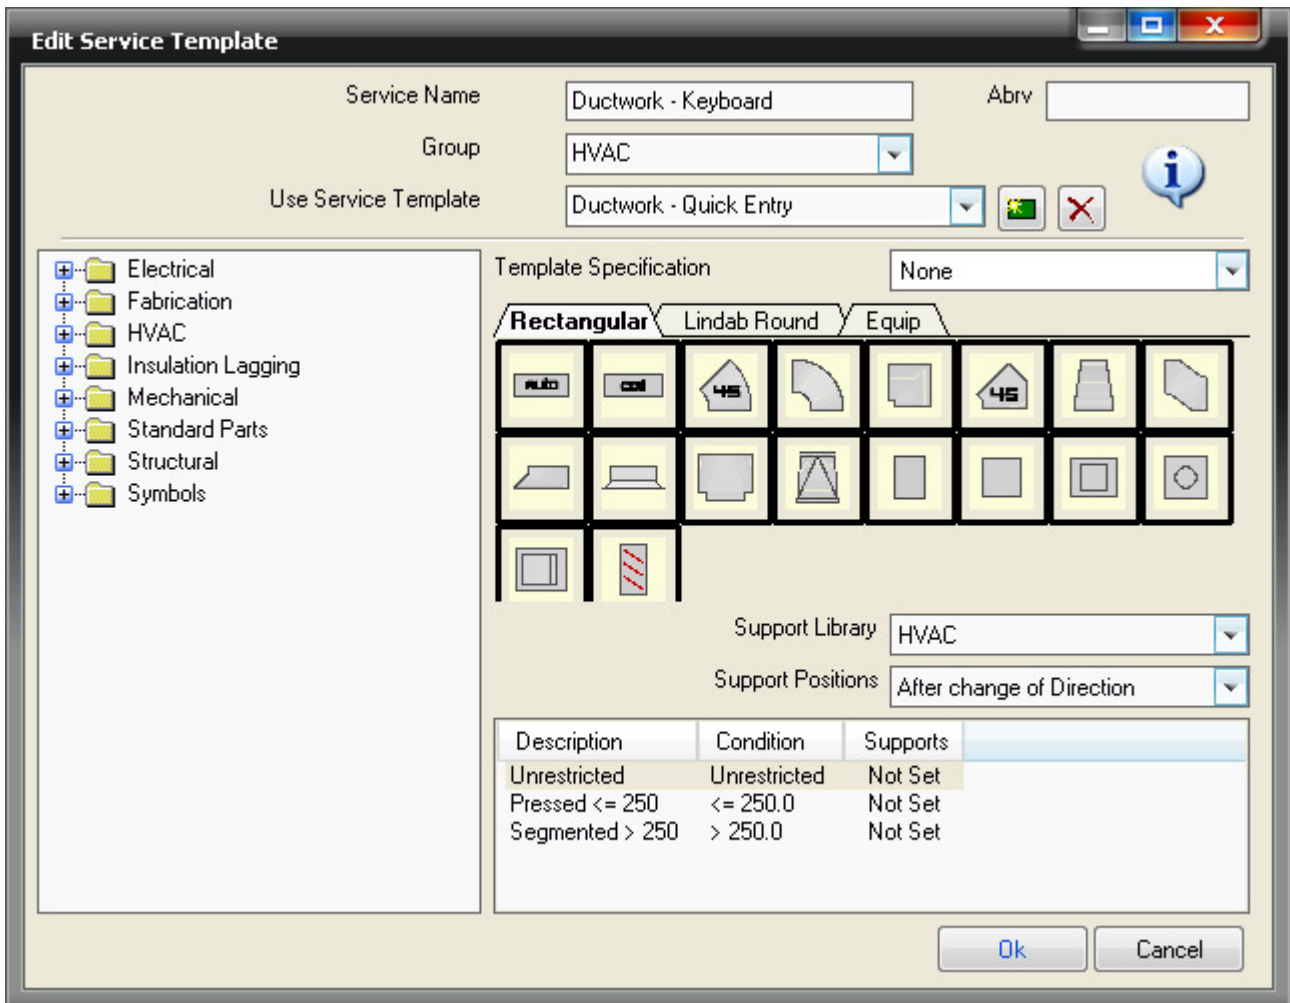 Edit Service Template
Service Name
Ductwork - Keyboard
Abrv
Group
HVAC
Use Service Template
Ductwork - Quick Entry
Electrical
Fabrication
HVAC
Insulation Lagging
Mechanical
Standard Parts
Structural
Symbols
Template Specification
None
Rectangular
Lindab Round
Equip
auto
coil
45
45
Support Library
HVAC
Support Positions
After change of Direction
Description Condition Supports
Unrestricted Unrestricted Not Set
Pressed <= 250 <= 250.0 Not Set
Segmented > 250 > 250.0 Not Set
Ok
Cancel